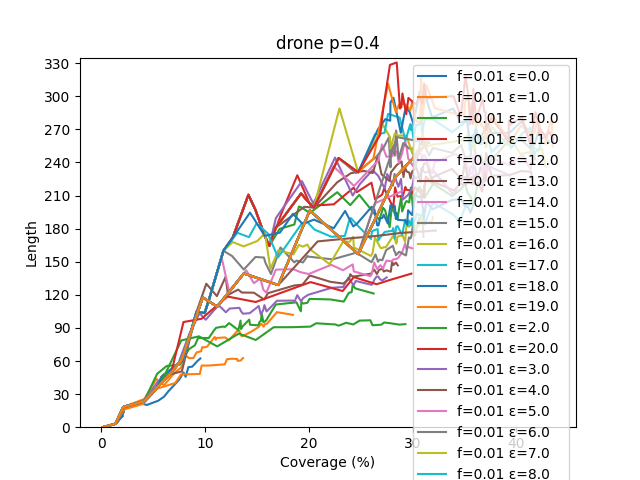 drone p=0.4
Length
330
300
270
240
210
180
150
120
90
60
30
0
0
10
20
30
40
Coverage (%)
f=0.01 ε=0.0
f=0.01 ε=1.0
f=0.01 ε=10.0
f=0.01 ε=11.0
f=0.01 ε=12.0
f=0.01 ε=13.0
f=0.01 ε=14.0
f=0.01 ε=15.0
f=0.01 ε=16.0
f=0.01 ε=17.0
f=0.01 ε=18.0
f=0.01 ε=19.0
f=0.01 ε=2.0
f=0.01 ε=20.0
f=0.01 ε=3.0
f=0.01 ε=4.0
f=0.01 ε=5.0
f=0.01 ε=6.0
f=0.01 ε=7.0
f=0.01 ε=8.0